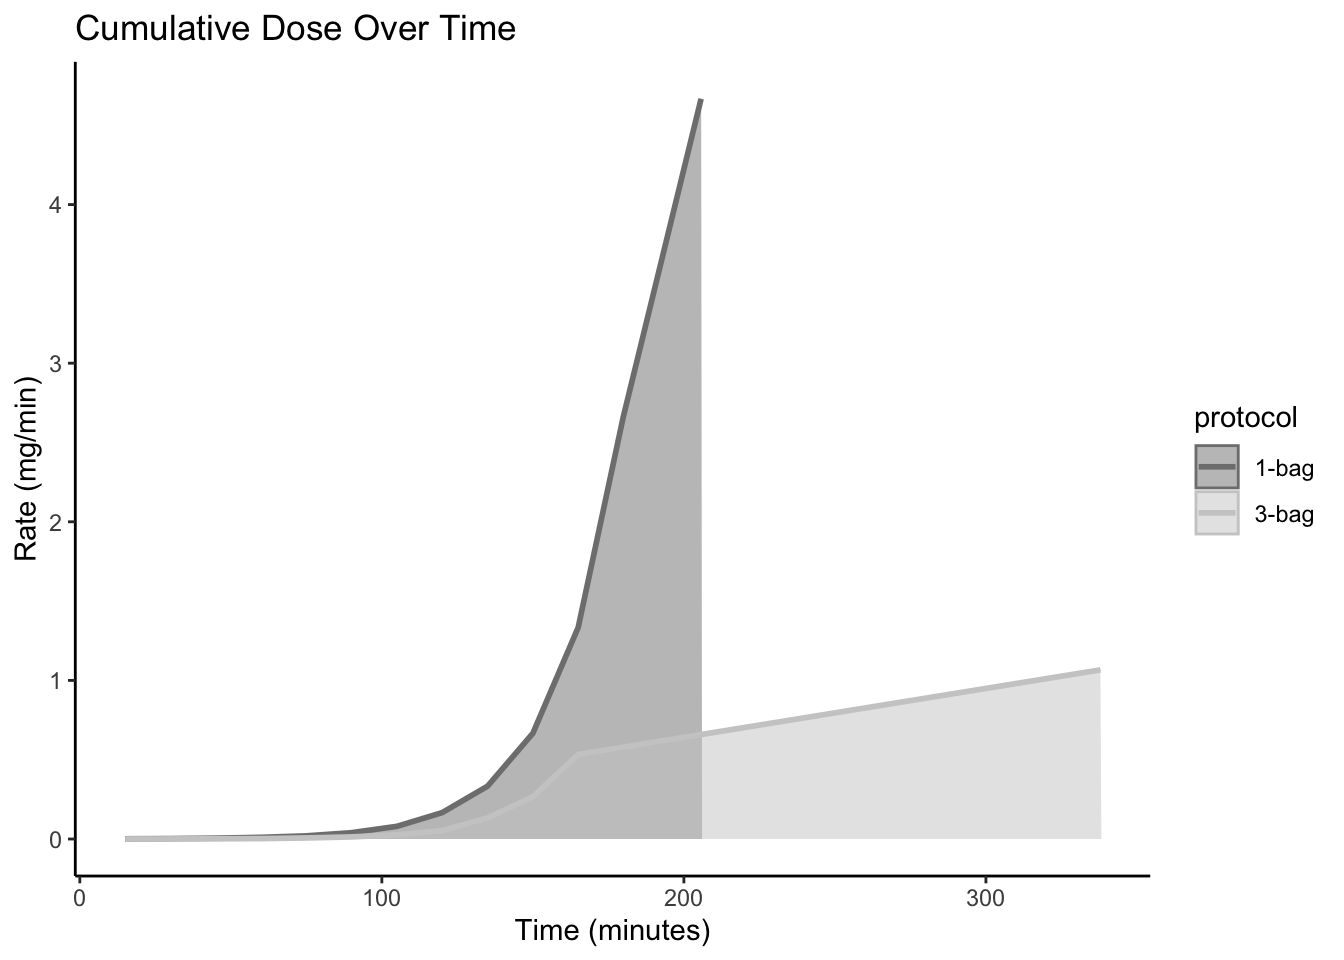 Cumulative Dose Over Time
Rate (mg/min)
4
3
2
1
0
0 100 200 300
Time (minutes)
protocol
1-bag
3-bag